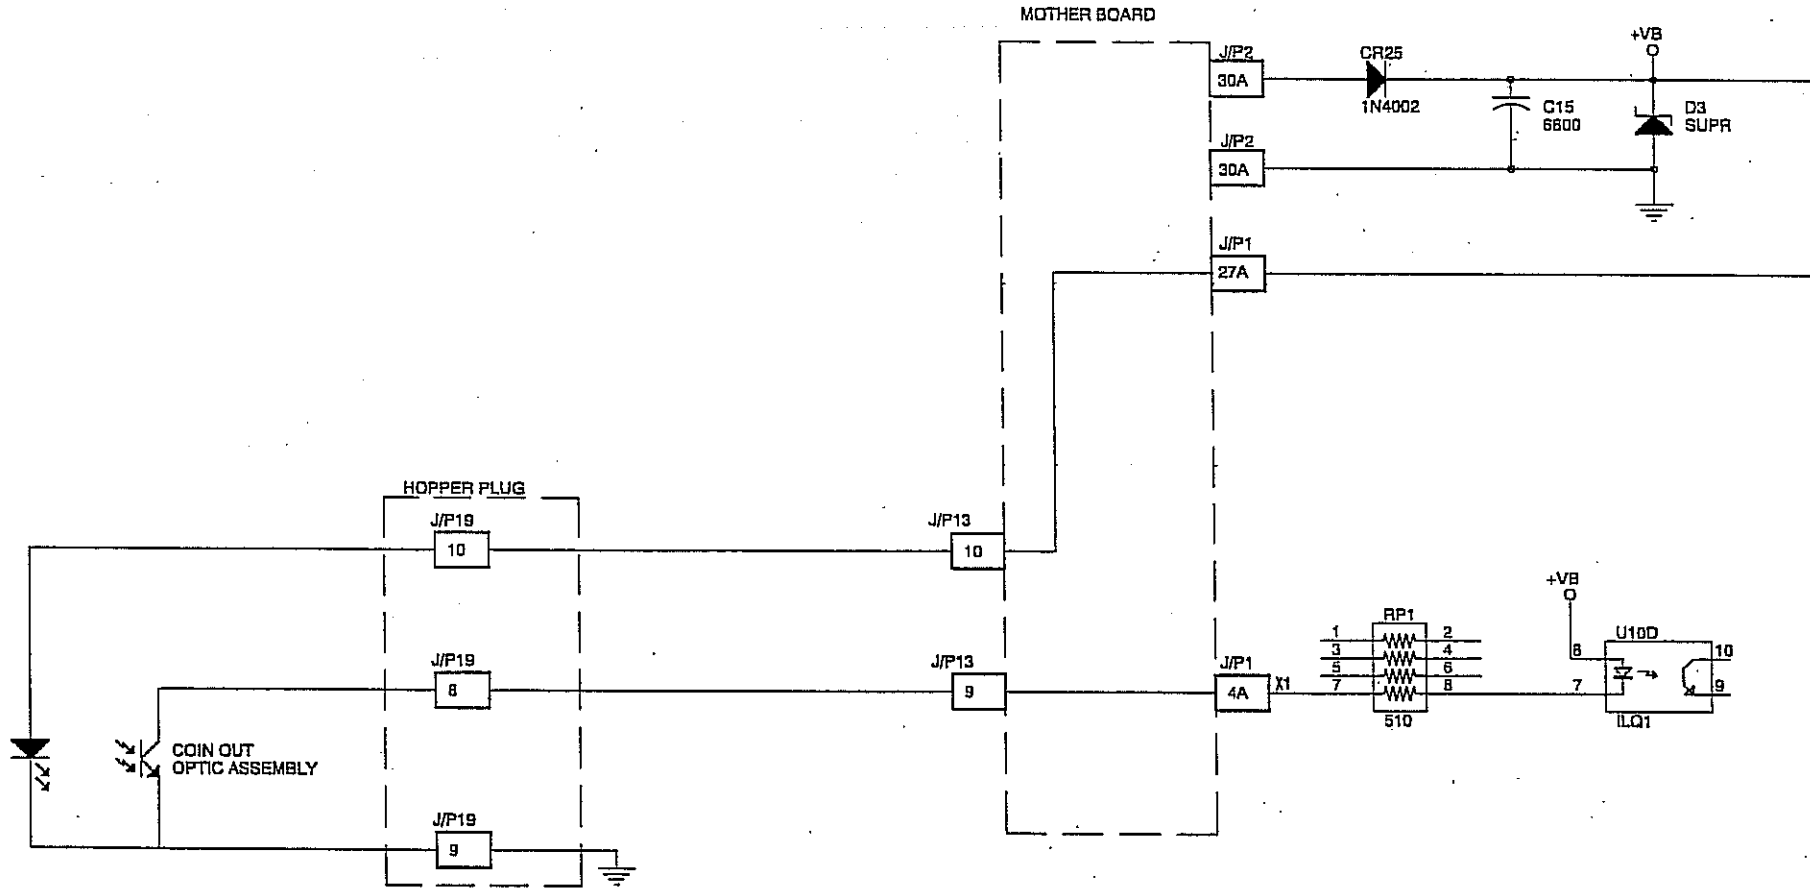 MOTHER BOARD
J/P2
30A
CR25
1N4002
C15
6800
+VB
D3
SUPR
J/P2
30A
J/P1
27A
HOPPER PLUG
J/P19
10
J/P13
10
J/P19
8
J/P13
9
J/P1
4A
X1
RP1
1 2
3 4
5 6
7 8
510
+VB
U10D
8 10
7 9
ILQ1
COIN OUT
OPTIC ASSEMBLY
J/P19
9